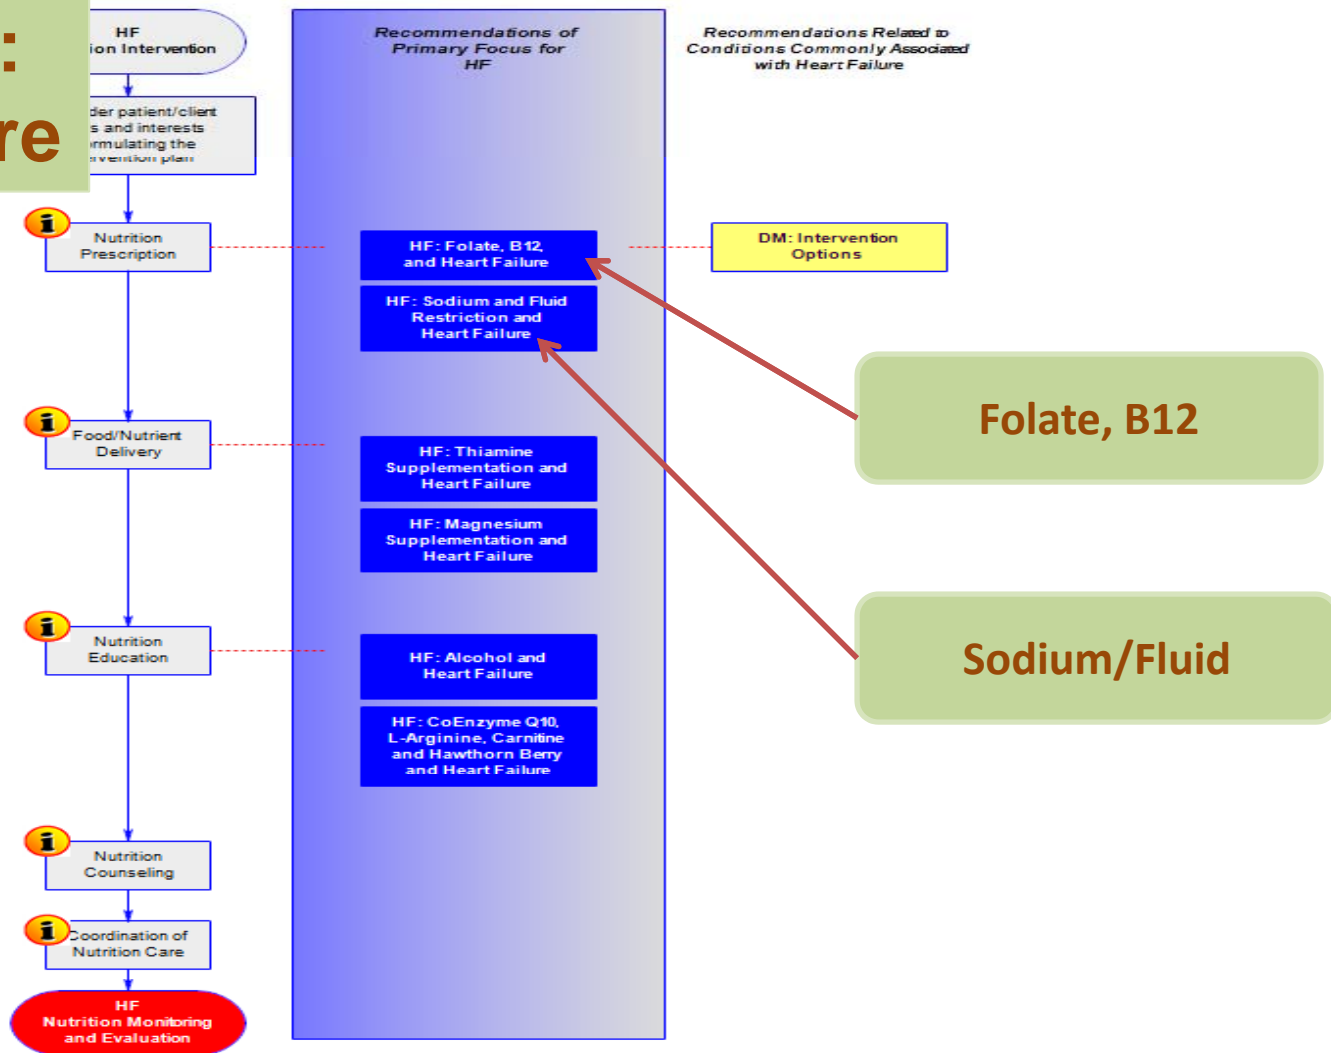 :
re
HF
ion Intervention
der patient/client
s and interests
ormulating the
ervention plan
Nutrition
Prescription
Food/Nutrient
Delivery
Nutrition
Education
Nutrition
Counseling
Coordination of
Nutrition Care
HF
Nutrition Monitoring
and Evaluation
Recommendations of
Primary Focus for
HF
HF: Folate, B12,
and Heart Failure
HF: Sodium and Fluid
Restriction and
Heart Failure
HF: Thiamine
Supplementation and
Heart Failure
HF: Magnesium
Supplementation and
Heart Failure
HF: Alcohol and
Heart Failure
HF: CoEnzyme Q10,
L-Arginine, Carnitine
and Hawthorn Berry
and Heart Failure
Recommendations Related to
Conditions Commonly Associated
with Heart Failure
DM: Intervention
Options
Folate, B12
Sodium/Fluid